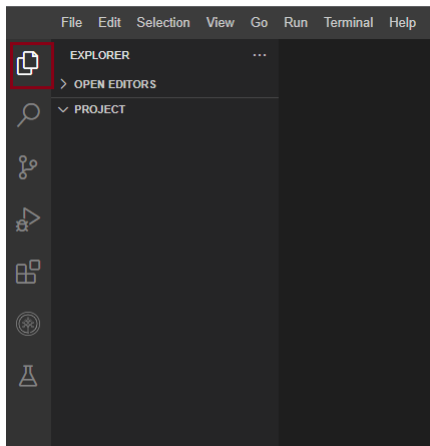 File Edit Selection View Go Run Terminal Help
EXPLORER ...
OPEN EDITORS
PROJECT